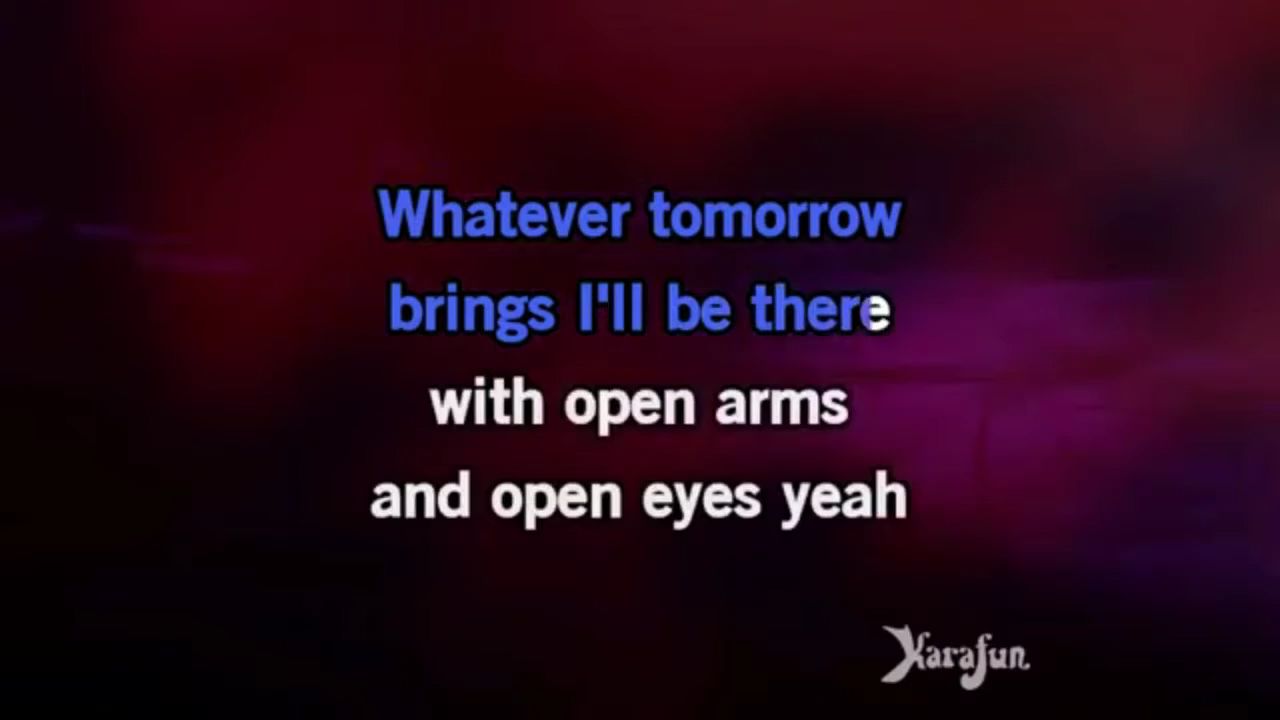 Whatever tomorrow
brings I'll be there
with open arms
and open eyes yeah
Karafun